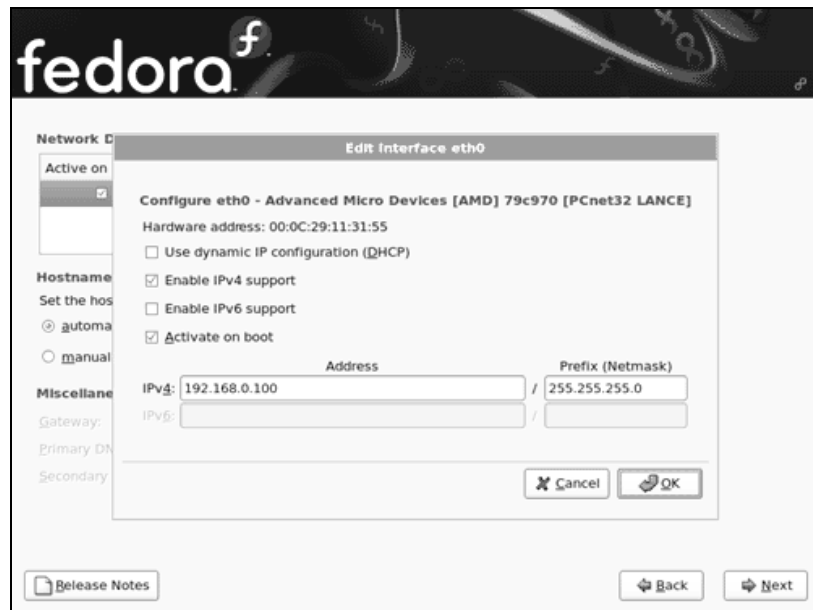 fedora
Network D
Edit Interface eth0
Active on
Configure eth0 - Advanced Micro Devices [AMD] 79c970 [PCnet32 LANCE]
Hardware address: 00:0C:29:11:31:55
Use dynamic IP configuration (DHCP)
Hostname
Enable IPv4 support
Set the hos
Enable IPv6 support
automa
Activate on boot
manual
Address Prefix (Netmask)
IPv4: 192.168.0.100 / 255.255.255.0
Miscellane
IPv6: /
Gateway:
Primary DN
Secondary
Cancel OK
Release Notes Back Next